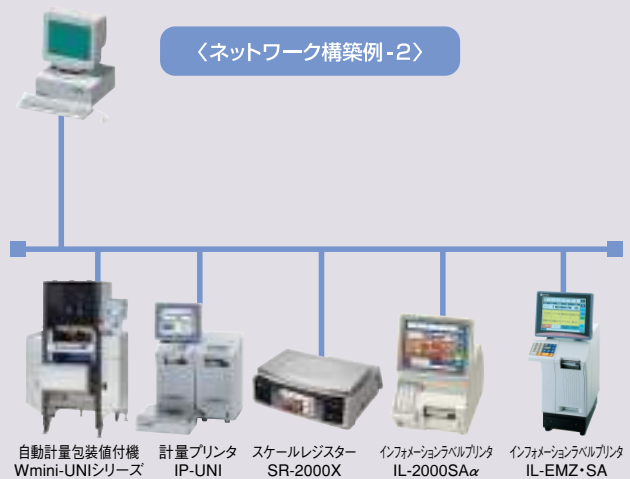 〈ネットワーク構築例-2〉
自動計量包装値付機
Wmini-UNIシリーズ
計量プリンタ
IP-UNI
スケールレジスター
SR-2000X
インフォメーションラベルプリンタ
IL-2000SAα
インフォメーションラベルプリンタ
IL-EMZ・SA